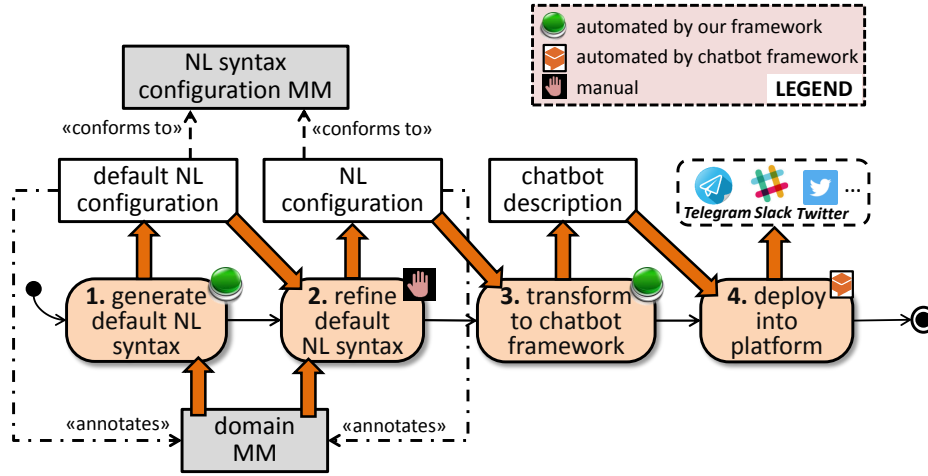 automated by our framework
automated by chatbot framework
manual
LEGEND
NL syntax
configuration MM
«conforms to»
«conforms to»
default NL
configuration
NL
configuration
chatbot
description
Telegram Slack Twitter
...
1. generate
default NL
syntax
2. refine
default
NL syntax
3. transform
to chatbot
framework
4. deploy
into
platform
«annotates»
domain
MM
«annotates»